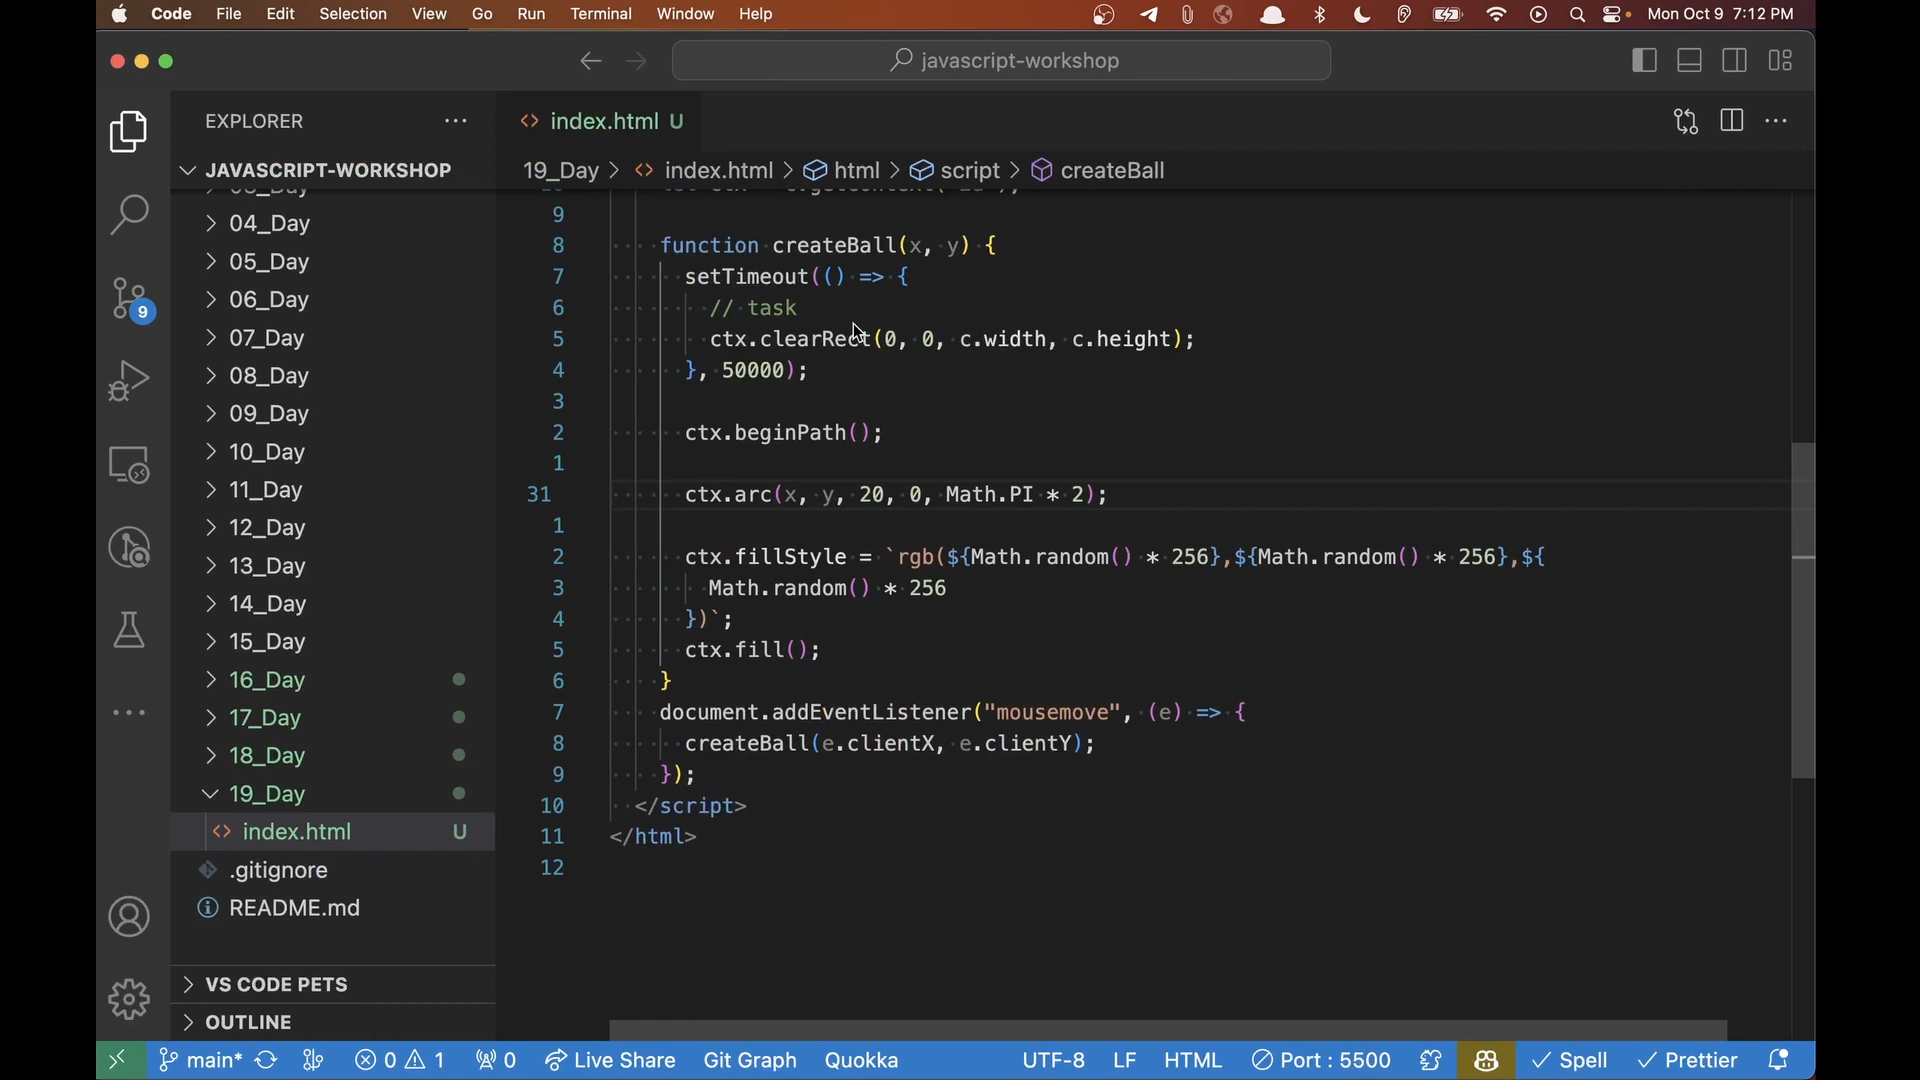 Code File Edit Selection View Go Run Terminal Window Help Mon Oct 9 7:12 PM
javascript-workshop
EXPLORER
JAVASCRIPT-WORKSHOP
04_Day
05_Day
06_Day
07_Day
08_Day
09_Day
10_Day
11_Day
12_Day
13_Day
14_Day
15_Day
16_Day
17_Day
18_Day
19_Day
index.html U
.gitignore
README.md
VS CODE PETS
OUTLINE
9
index.html U
19_Day > index.html > html > script > createBall
9
8 function createBall(x, y) {
7 setTimeout(() => {
6 // task
5 ctx.clearRect(0, 0, c.width, c.height);
4 }, 50000);
3
2 ctx.beginPath();
1
31 ctx.arc(x, y, 20, 0, Math.PI * 2);
1
2 ctx.fillStyle = `rgb(${Math.random() * 256},${Math.random() * 256},${
3 Math.random() * 256
4 })`;
5 ctx.fill();
6 }
7 document.addEventListener("mousemove", (e) => {
8 createBall(e.clientX, e.clientY);
9 });
10 </script>
11 </html>
12
main* 0 1 0 Live Share Git Graph Quokka UTF-8 LF HTML Port : 5500 Spell Prettier